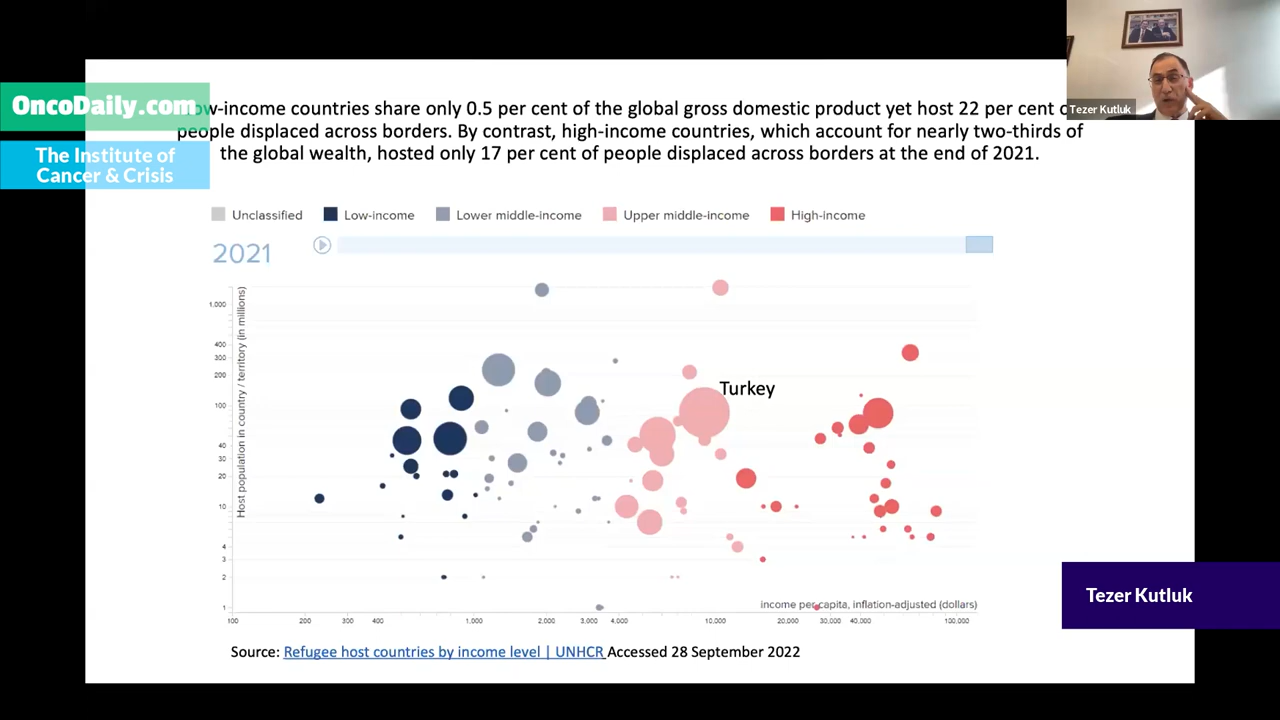 OncoDaily.com
The Institute of
Cancer & Crisis
Tezer Kutluk
ow-income countries share only 0.5 per cent of the global gross domestic product yet host 22 per cent
people displaced across borders. By contrast, high-income countries, which account for nearly two-thirds of
the global wealth, hosted only 17 per cent of people displaced across borders at the end of 2021.
Unclassified Low-income Lower middle-income Upper middle-income High-income
2021
Host population in country / territory (in millions)
1,000
400
300
200
100
40
30
20
10
4
3
2
1
Turkey
income per capita, inflation-adjusted (dollars)
100 200 300 400 1,000 2,000 3,000 4,000 10,000 20,000 30,000 40,000 100,000
Tezer Kutluk
Source: Refugee host countries by income level | UNHCR Accessed 28 September 2022